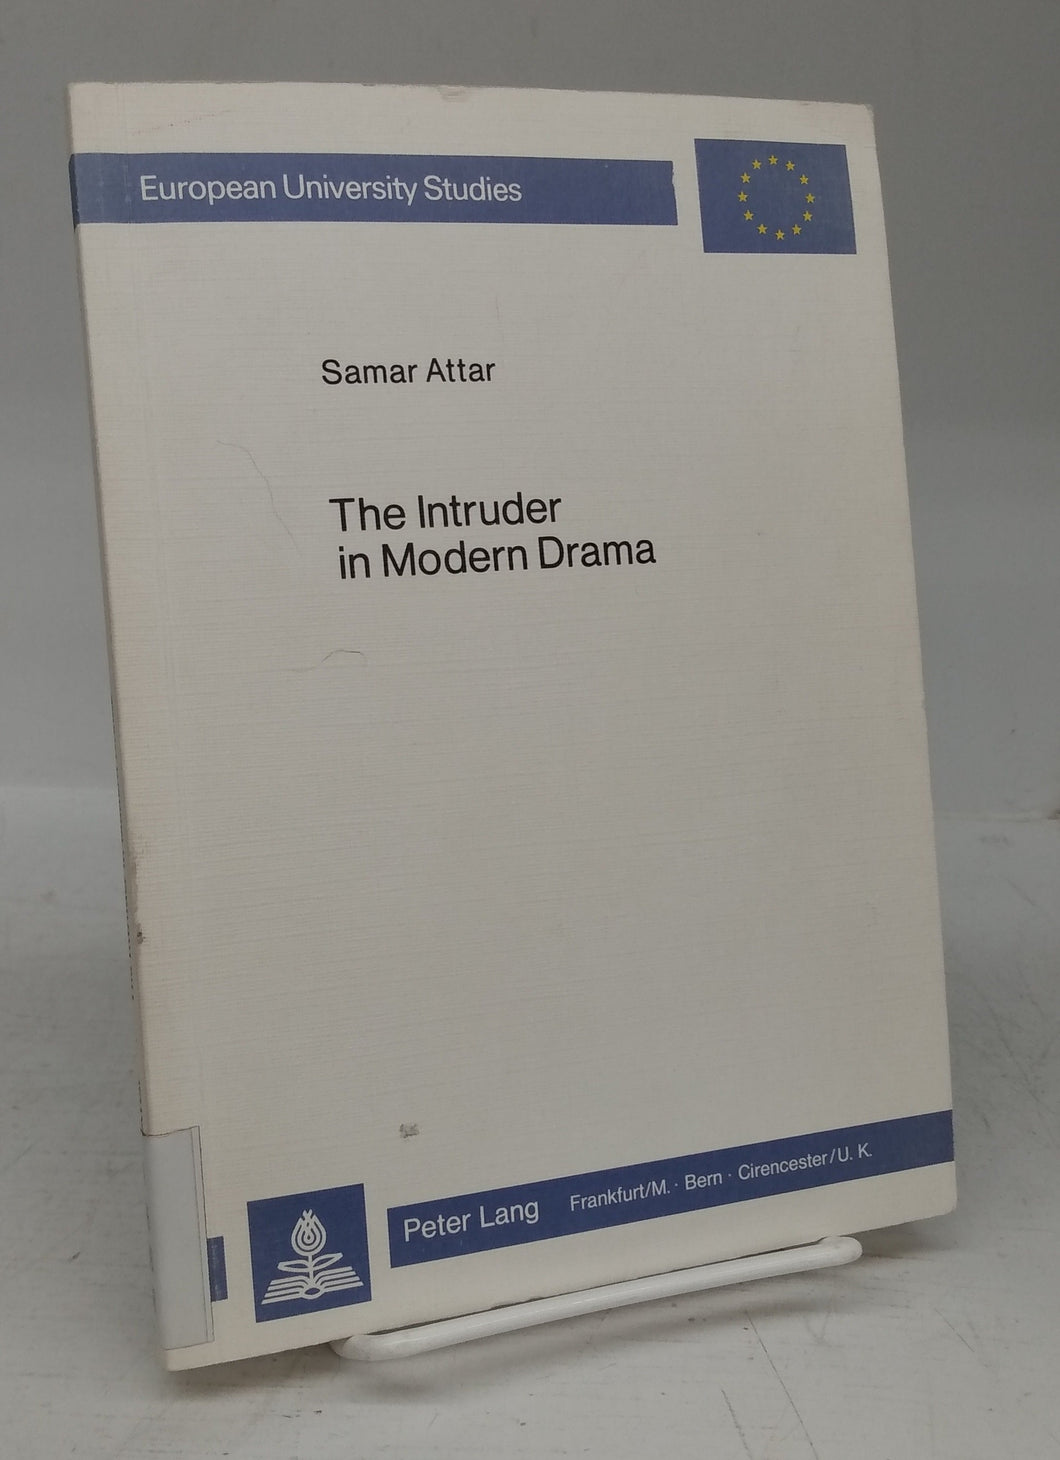 European University Studies
Samar Attar
The Intruder
in Modern Drama
Peter Lang Frankfurt/M. · Bern · Cirencester/U. K.